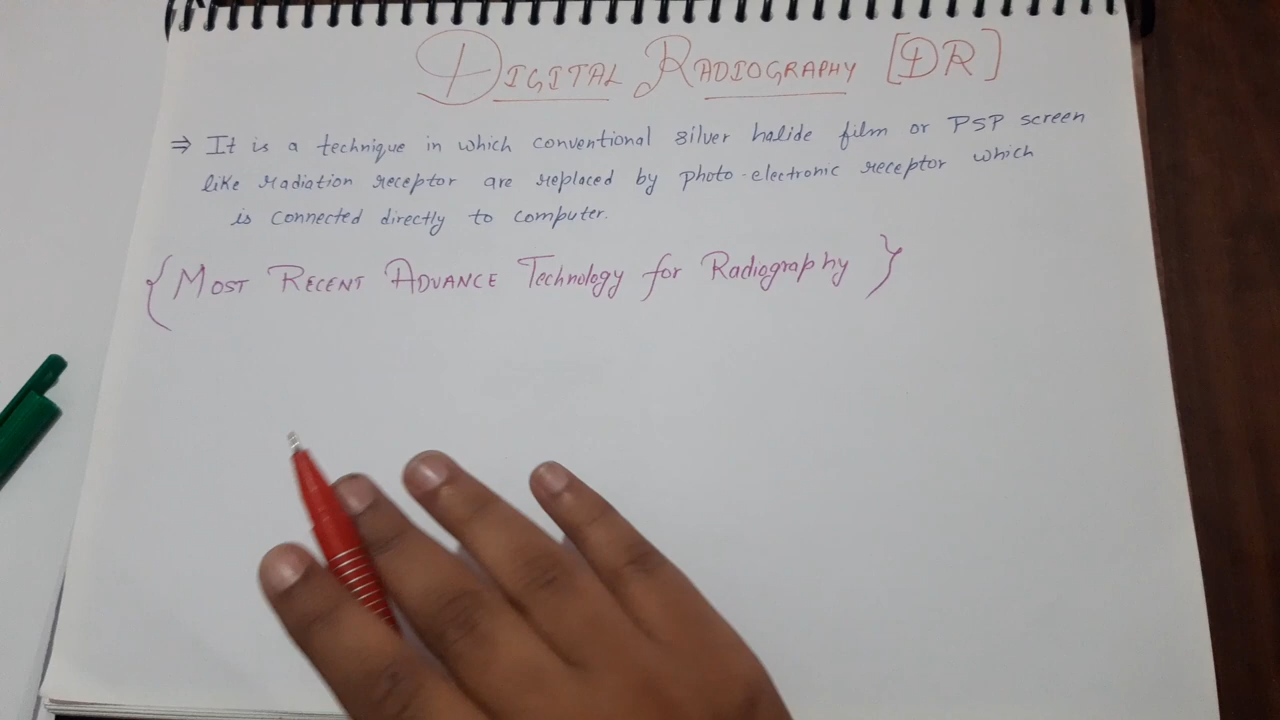 DIGITAL RADIOGRAPHY [DR]
⇒ It is a technique in which conventional silver halide film or PSP screen
like radiation receptor are replaced by photo-electronic receptor which
is connected directly to computer.
{MOST RECENT ADVANCE Technology for Radiography}